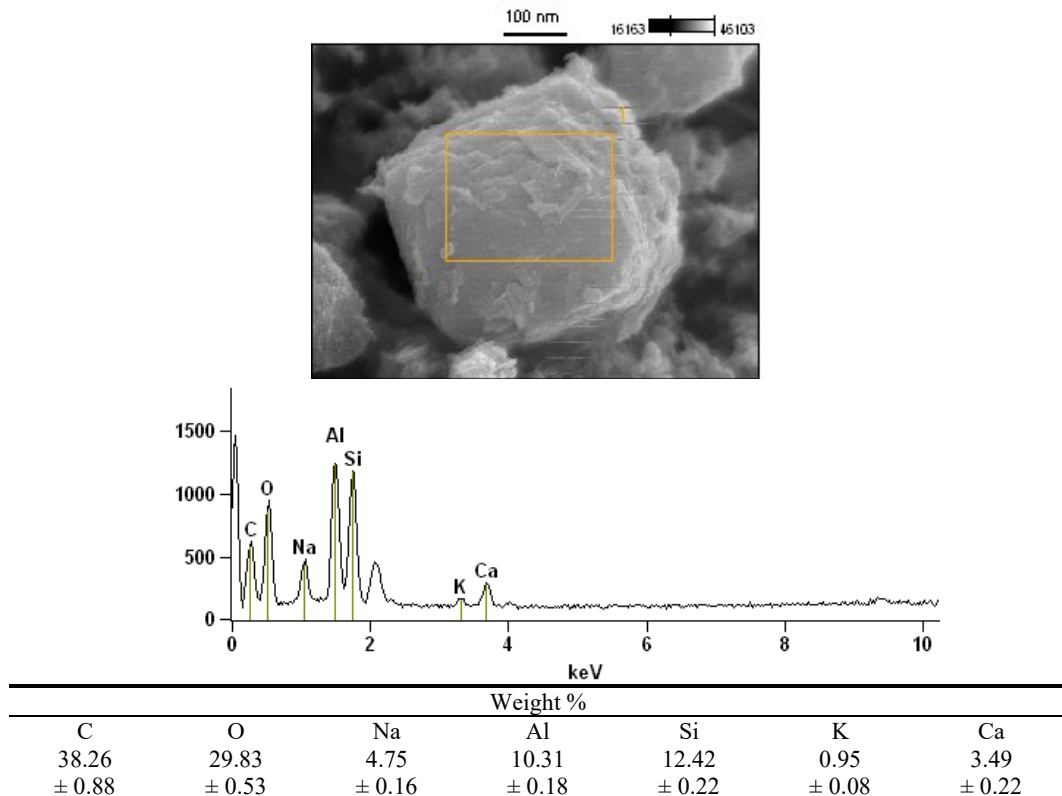 100 nm
16163 46103
1500
1000
500
0
Al
Si
O
C
Na
K
Ca
0 2 4 6 8 10
keV
Weight %
C O Na Al Si K Ca
38.26 29.83 4.75 10.31 12.42 0.95 3.49
± 0.88 ± 0.53 ± 0.16 ± 0.18 ± 0.22 ± 0.08 ± 0.22